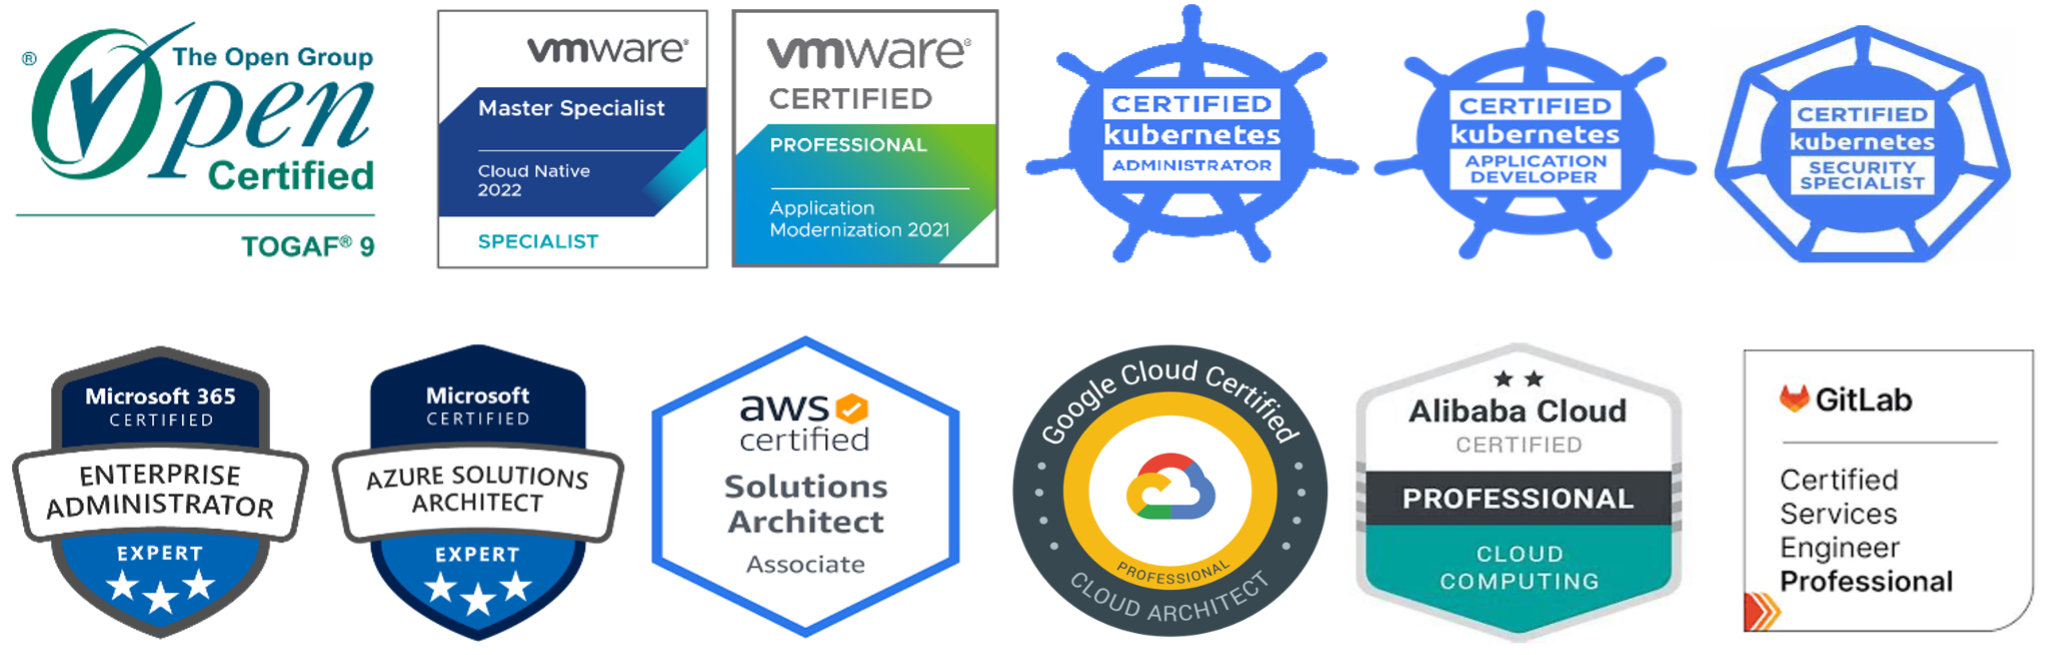 ®
The Open Group
Open
Certified
TOGAF® 9
vmware®
Master Specialist
Cloud Native
2022
SPECIALIST
vmware®
CERTIFIED
PROFESSIONAL
Application
Modernization 2021
CERTIFIED
kubernetes
ADMINISTRATOR
CERTIFIED
kubernetes
APPLICATION
DEVELOPER
CERTIFIED
kubernetes
SECURITY
SPECIALIST
Microsoft 365
CERTIFIED
ENTERPRISE
ADMINISTRATOR
EXPERT
Microsoft
CERTIFIED
AZURE SOLUTIONS
ARCHITECT
EXPERT
aws
certified
Solutions
Architect
Associate
Google Cloud Certified
PROFESSIONAL
CLOUD ARCHITECT
Alibaba Cloud
CERTIFIED
PROFESSIONAL
CLOUD
COMPUTING
GitLab
Certified
Services
Engineer
Professional